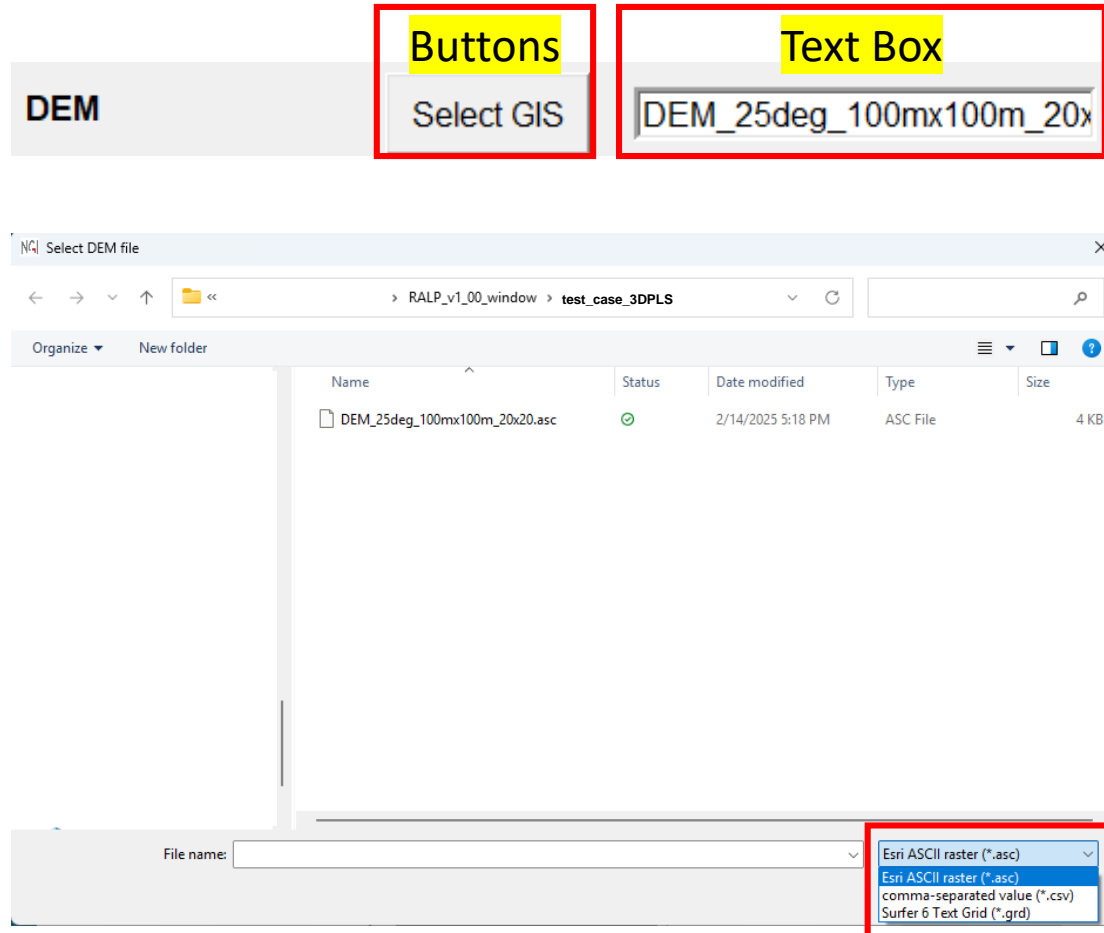 Buttons
Text Box
DEM
Select GIS
DEM_25deg_100mx100m_20x
NGI Select DEM file
« > RALP_v1_00_window > test_case_3DPLS
Organize
New folder
Name
Status
Date modified
Type
Size
DEM_25deg_100mx100m_20x20.asc
2/14/2025 5:18 PM
ASC File
4 KB
File name:
Esri ASCII raster (*.asc)
Esri ASCII raster (*.asc)
comma-separated value (*.csv)
Surfer 6 Text Grid (*.grd)